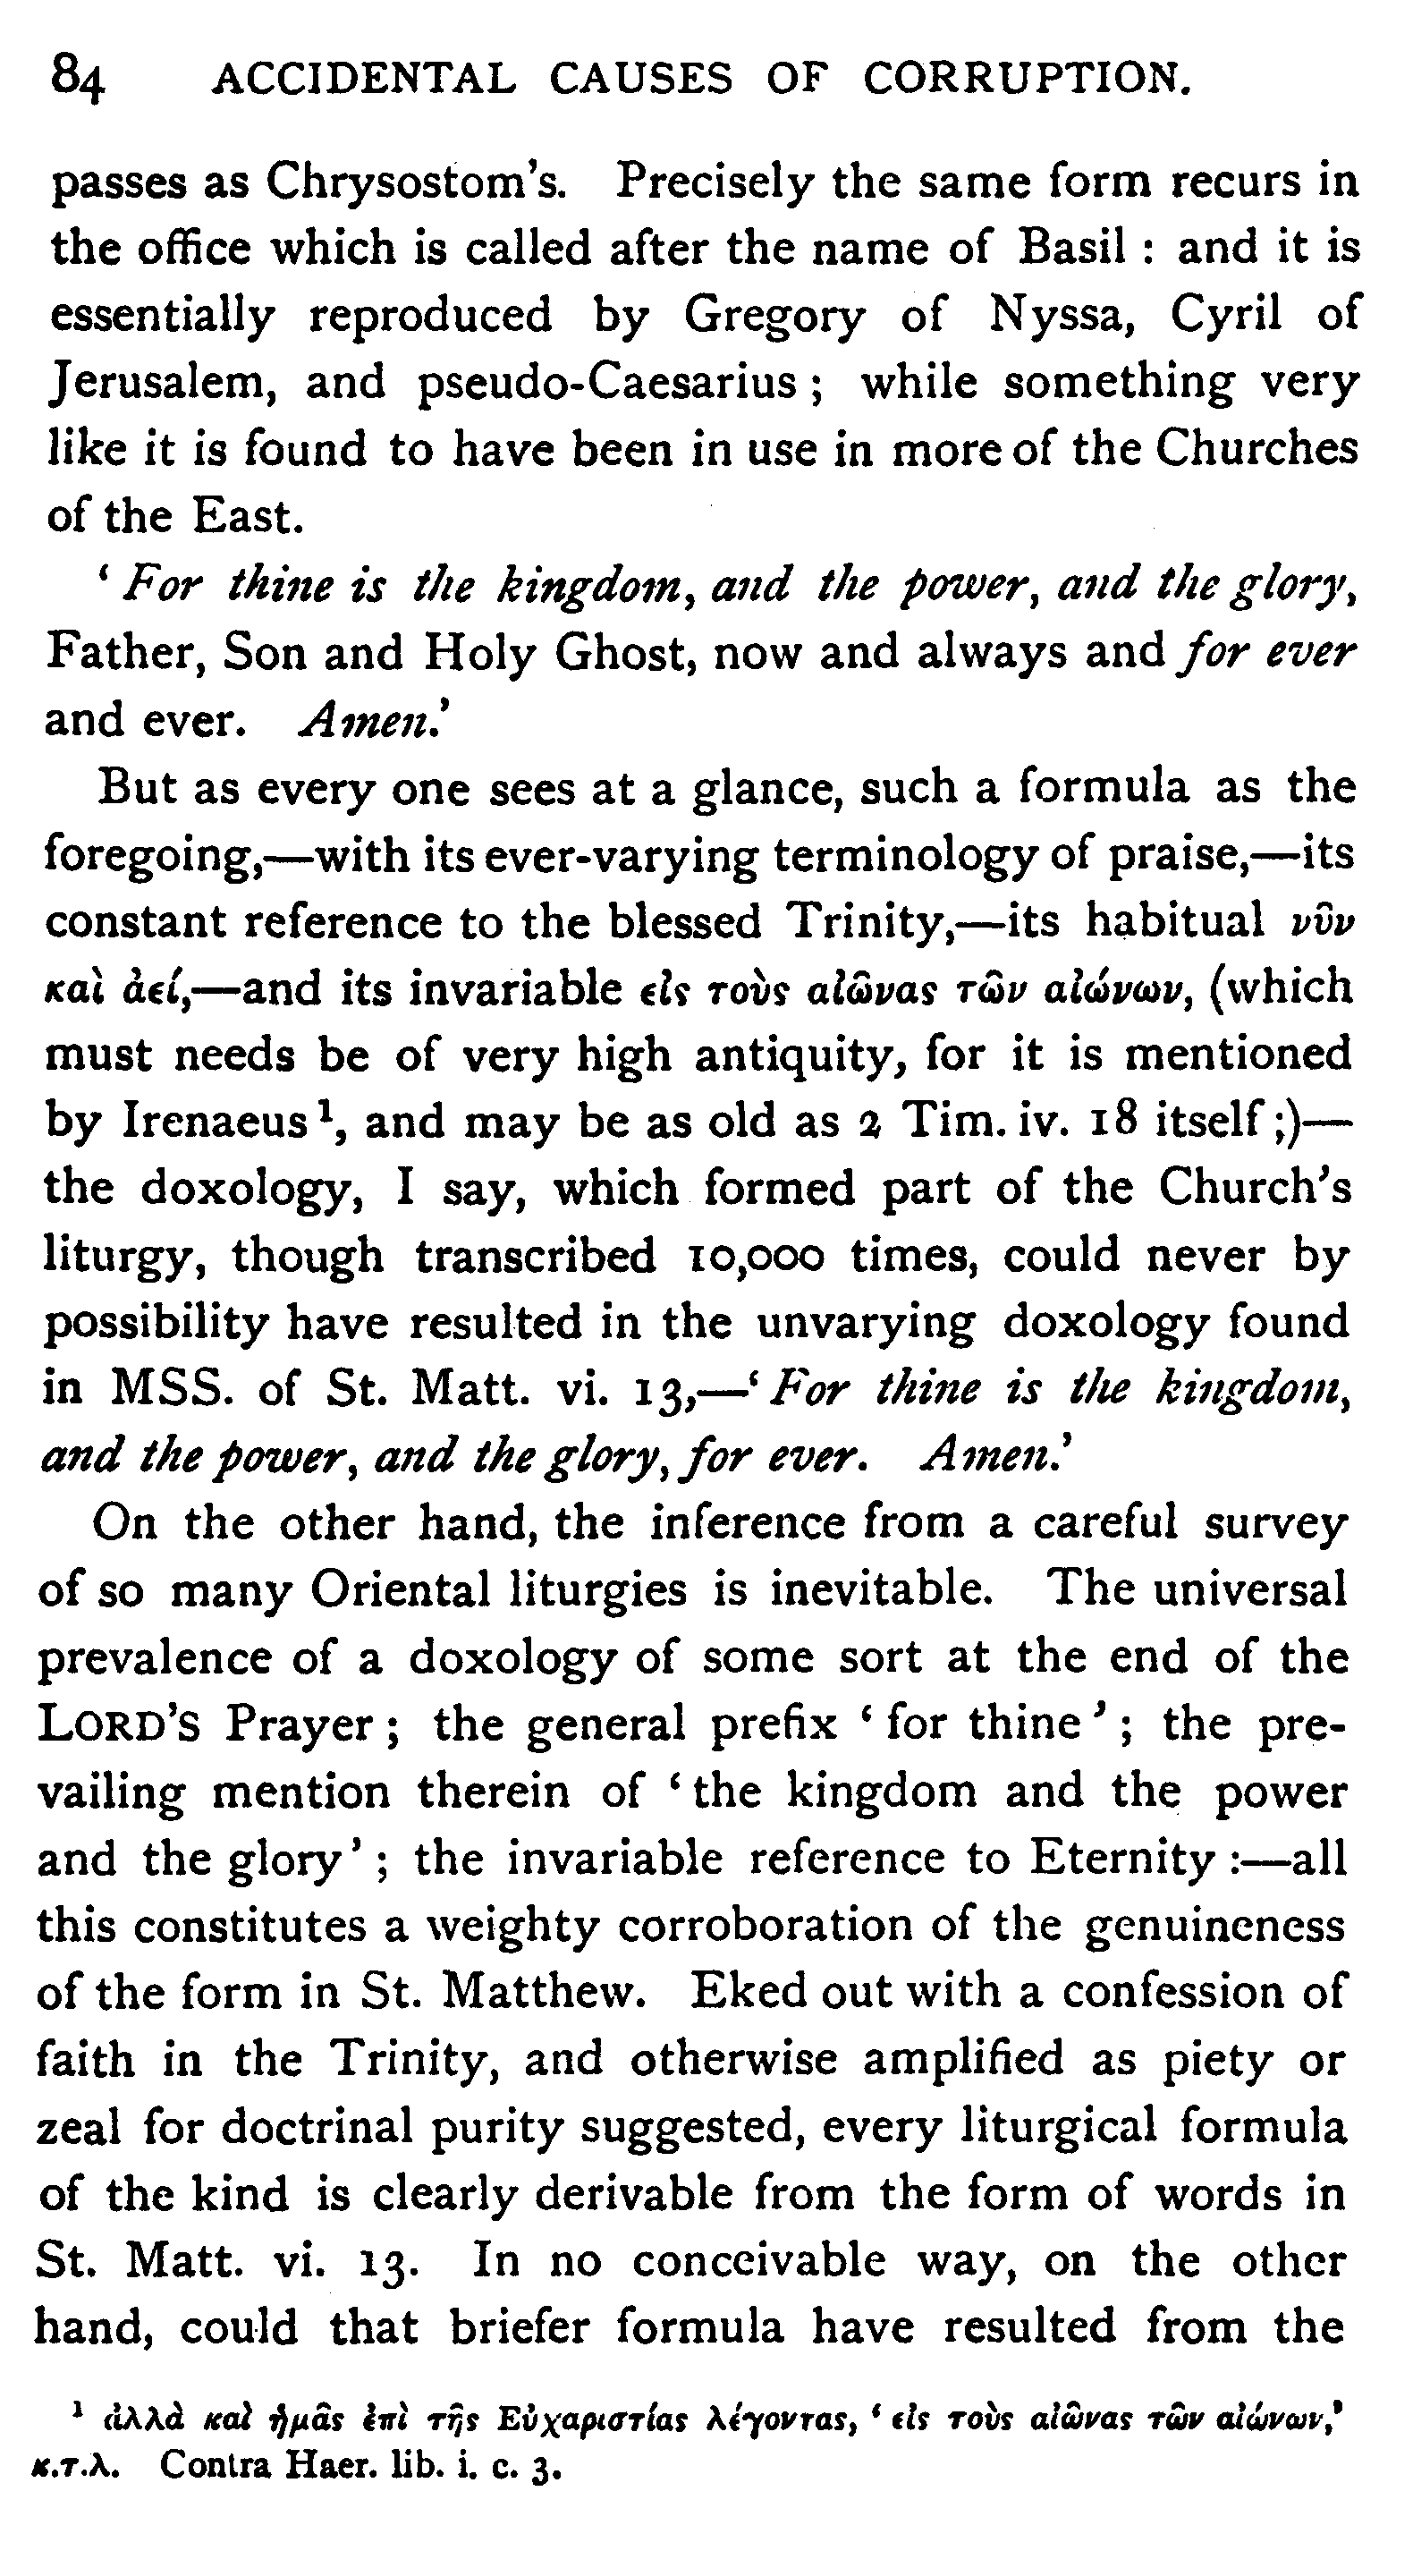 84 ACCIDENTAL CAUSES OF CORRUPTION.
passes as Chrysostom's. Precisely the same form recurs in
the office which is called after the name of Basil : and it is
essentially reproduced by Gregory of Nyssa, Cyril of
Jerusalem, and pseudo-Caesarius ; while something very
like it is found to have been in use in more of the Churches
of the East.
‘ For thine is the kingdom, and the power, and the glory,
Father, Son and Holy Ghost, now and always and for ever
and ever. Amen.’
But as every one sees at a glance, such a formula as the
foregoing,—with its ever-varying terminology of praise,—its
constant reference to the blessed Trinity,—its habitual νῦν
καὶ ἀεί,—and its invariable εἰς τοὺς αἰῶνας τῶν αἰώνων, (which
must needs be of very high antiquity, for it is mentioned
by Irenaeus ¹, and may be as old as 2 Tim. iv. 18 itself ;)—
the doxology, I say, which formed part of the Church's
liturgy, though transcribed 10,000 times, could never by
possibility have resulted in the unvarying doxology found
in MSS. of St. Matt. vi. 13,—‘ For thine is the kingdom,
and the power, and the glory, for ever. Amen.’
On the other hand, the inference from a careful survey
of so many Oriental liturgies is inevitable. The universal
prevalence of a doxology of some sort at the end of the
LORD'S Prayer ; the general prefix ‘ for thine ’ ; the pre-
vailing mention therein of ‘ the kingdom and the power
and the glory ’ ; the invariable reference to Eternity :—all
this constitutes a weighty corroboration of the genuineness
of the form in St. Matthew. Eked out with a confession of
faith in the Trinity, and otherwise amplified as piety or
zeal for doctrinal purity suggested, every liturgical formula
of the kind is clearly derivable from the form of words in
St. Matt. vi. 13. In no conceivable way, on the other
hand, could that briefer formula have resulted from the
¹ ἀλλὰ καὶ ἡμᾶς ἐπὶ τῆς Εὐχαριστίας λέγοντας, ‘ εἰς τοὺς αἰῶνας τῶν αἰώνων,’
κ.τ.λ. Contra Haer. lib. i. c. 3.